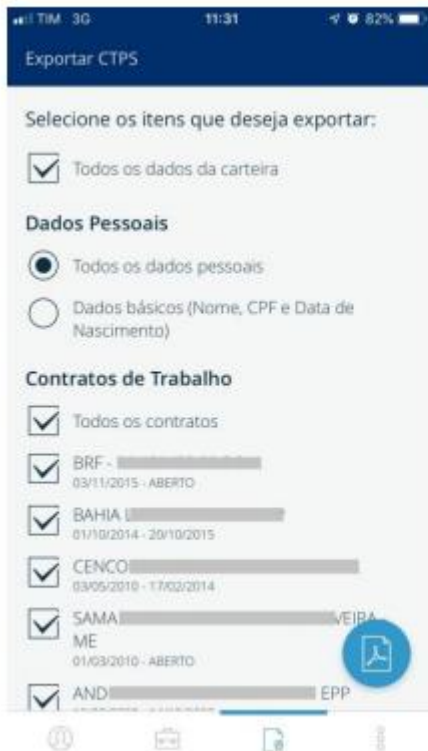 TIM 3G 11:31 82%
Exportar CTPS
Selecione os itens que deseja exportar:
Todos os dados da carteira
Dados Pessoais
Todos os dados pessoais
Dados básicos (Nome, CPF e Data de
Nascimento)
Contratos de Trabalho
Todos os contratos
BRF -
03/11/2015 - ABERTO
BAHIA
01/10/2014 - 20/10/2015
CENCO
03/05/2010 - 17/02/2014
SAMA VEIRA
ME
01/03/2010 - ABERTO
AND EPP